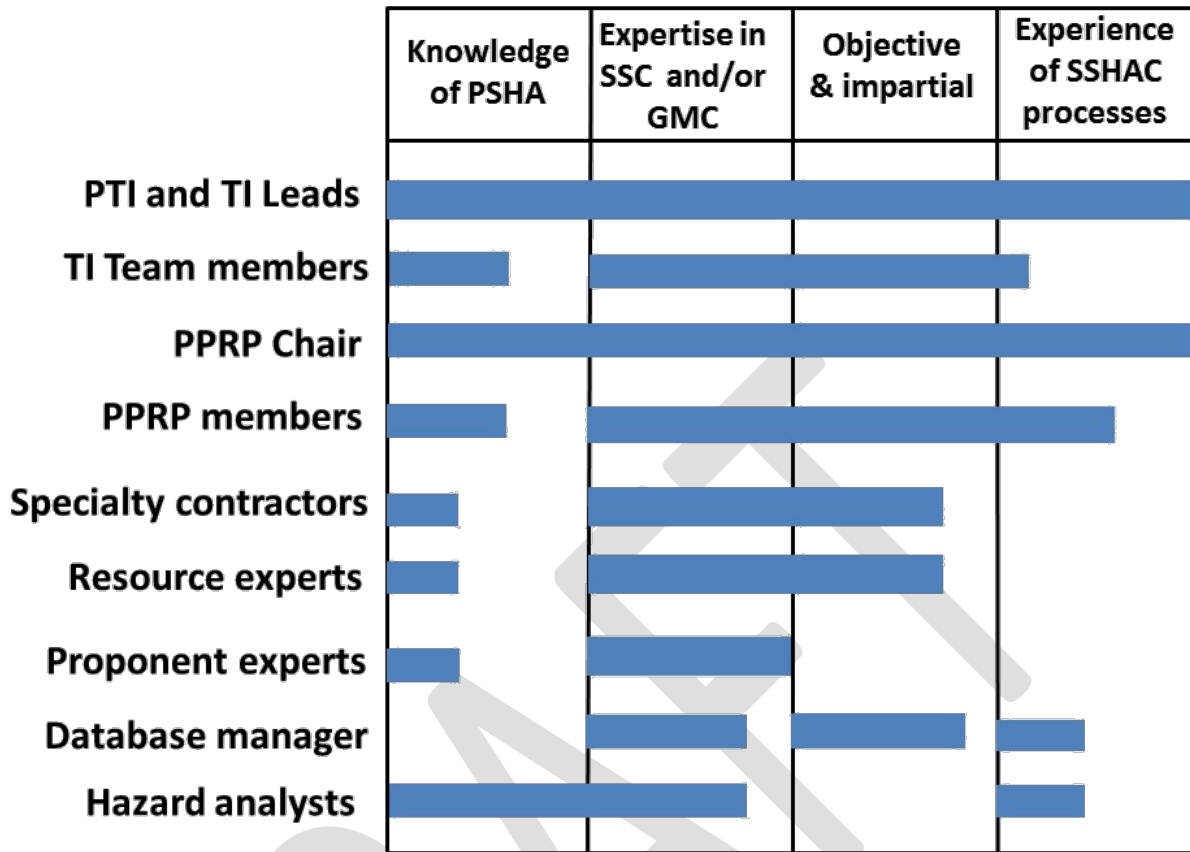 Knowledge
of PSHA
Expertise in
SSC and/or
GMC
Objective
& impartial
Experience
of SSHAC
processes
PTI and TI Leads
TI Team members
PPRP Chair
PPRP members
Specialty contractors
Resource experts
Proponent experts
Database manager
Hazard analysts